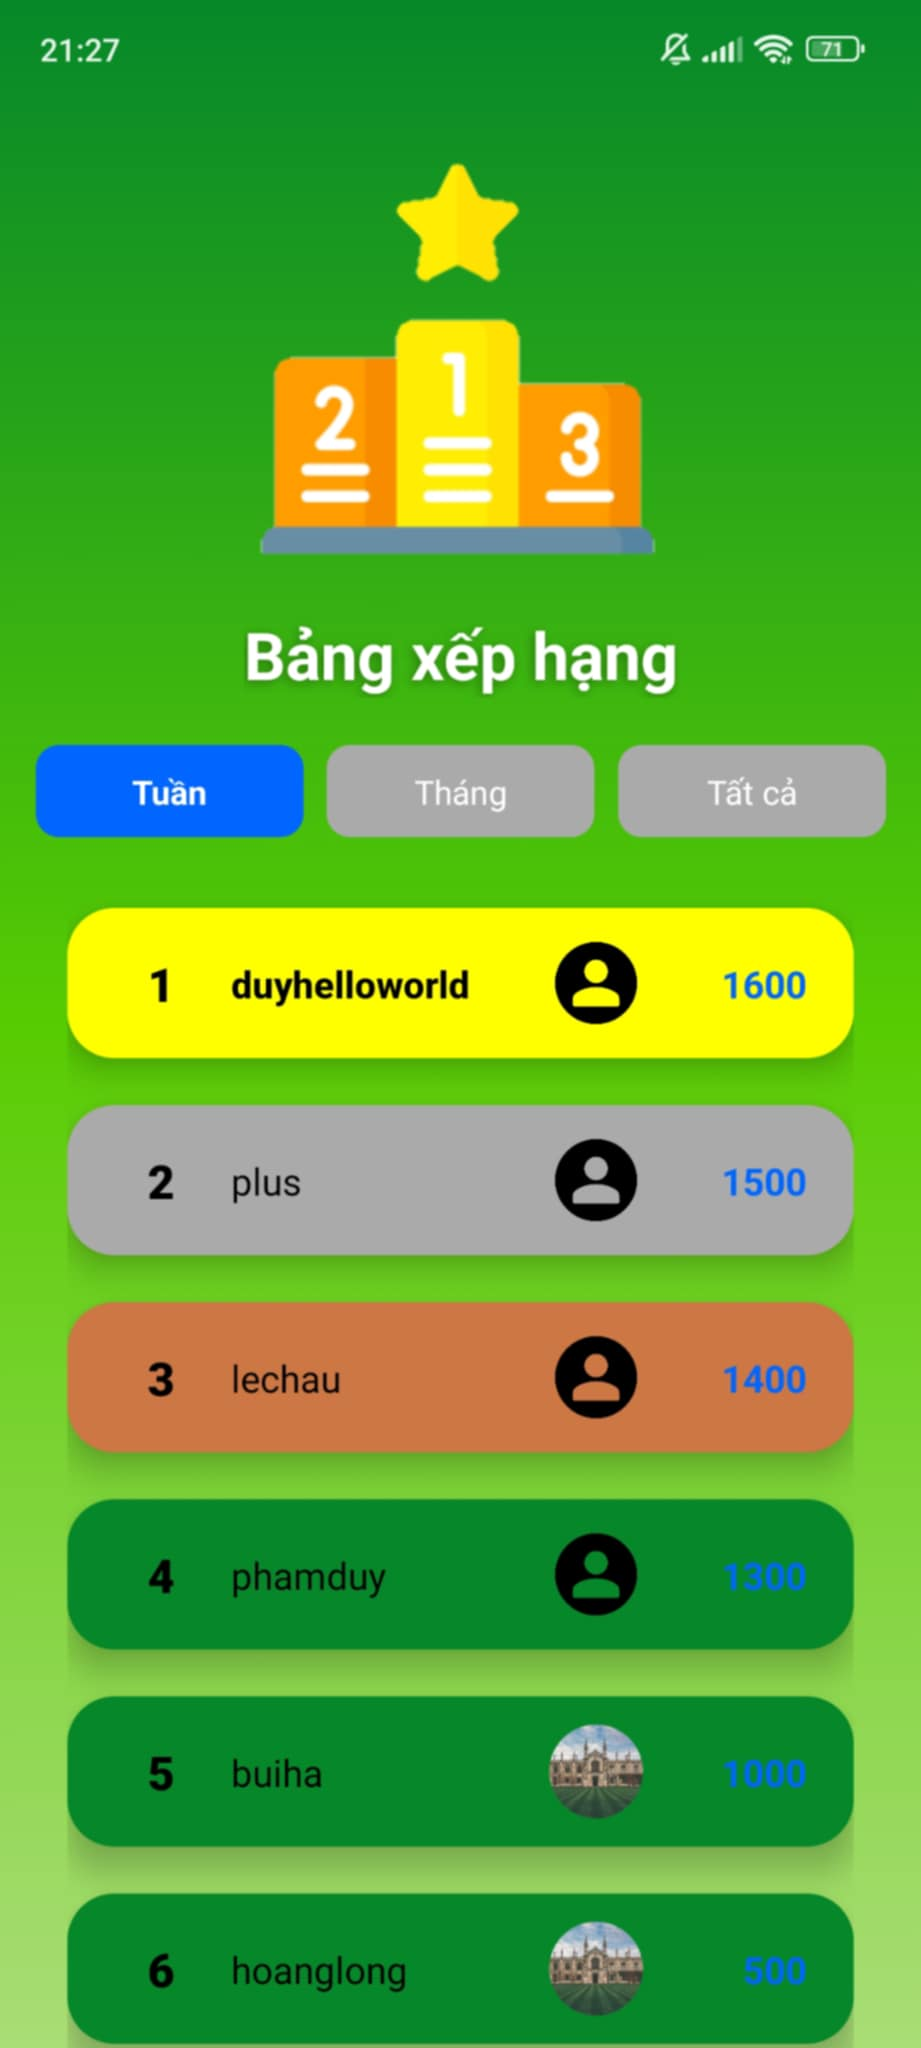 21:27
71
1
2
3
Bảng xếp hạng
Tuần Tháng Tất cả
1 duyhelloworld 1600
2 plus 1500
3 lechau 1400
4 phamduy 1300
5 buiha 1000
6 hoanglong 500